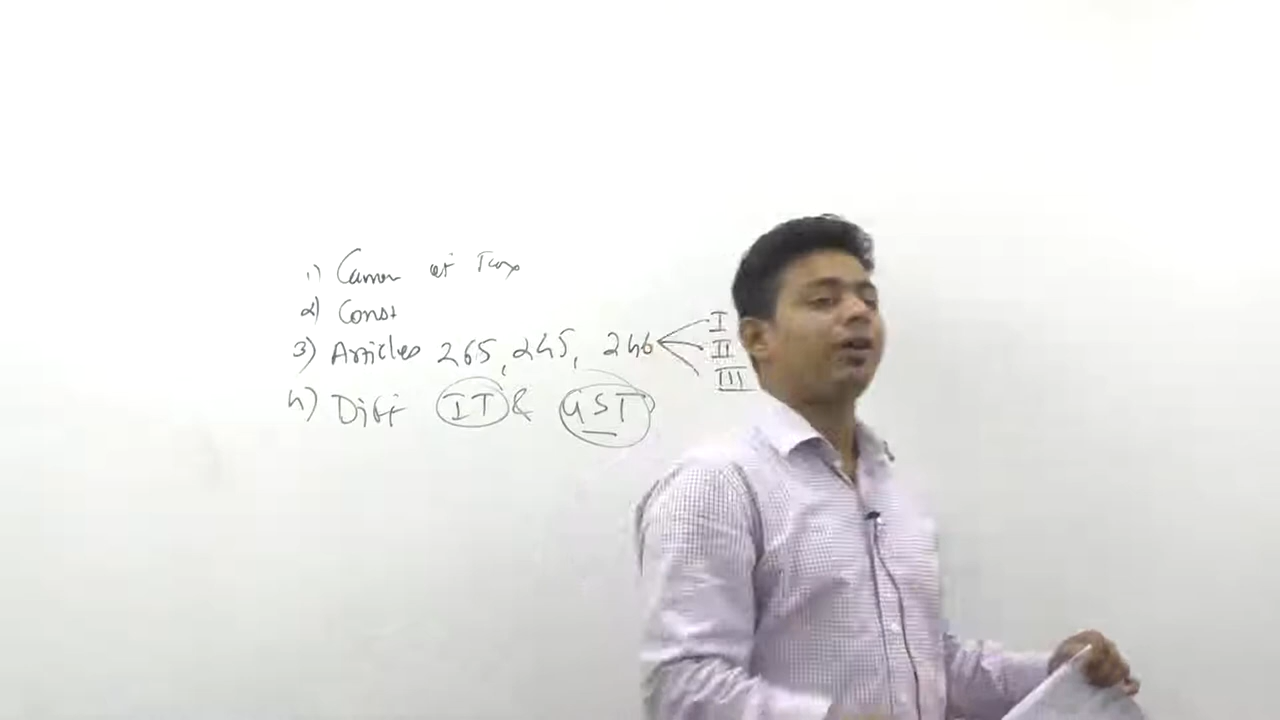 1) Canon of Tax
2) Const
3) Articles 265, 245, 246 I II III
4) Diff IT & GST